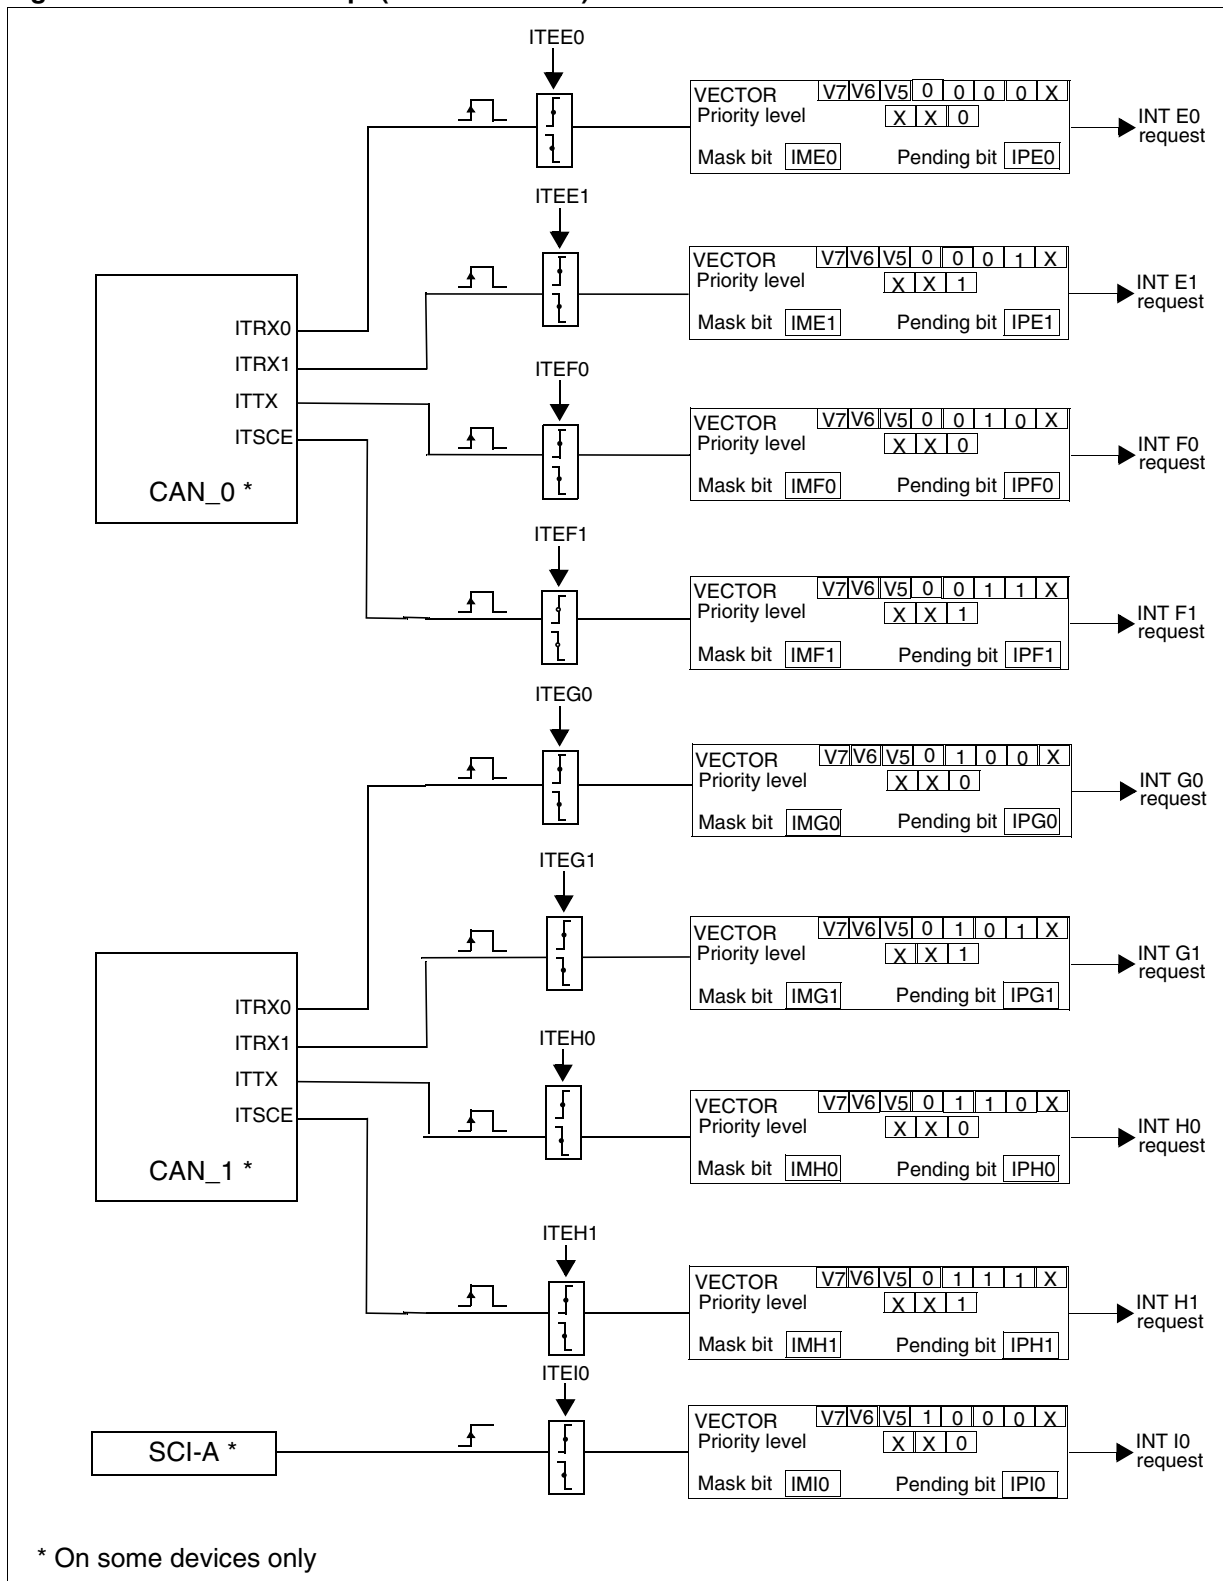 ITEE0
VECTOR V7 V6 V5 0 0 0 0 X
Priority level X X 0
Mask bit IME0 Pending bit IPE0
INT E0
request
ITEE1
VECTOR V7 V6 V5 0 0 0 1 X
Priority level X X 1
Mask bit IME1 Pending bit IPE1
INT E1
request
ITRX0
ITRX1
ITTX
ITSCE
CAN_0 *
ITEF0
VECTOR V7 V6 V5 0 0 1 0 X
Priority level X X 0
Mask bit IMF0 Pending bit IPF0
INT F0
request
ITEF1
VECTOR V7 V6 V5 0 0 1 1 X
Priority level X X 1
Mask bit IMF1 Pending bit IPF1
INT F1
request
ITEG0
VECTOR V7 V6 V5 0 1 0 0 X
Priority level X X 0
Mask bit IMG0 Pending bit IPG0
INT G0
request
ITEG1
VECTOR V7 V6 V5 0 1 0 1 X
Priority level X X 1
Mask bit IMG1 Pending bit IPG1
INT G1
request
ITRX0
ITRX1
ITTX
ITSCE
CAN_1 *
ITEH0
VECTOR V7 V6 V5 0 1 1 0 X
Priority level X X 0
Mask bit IMH0 Pending bit IPH0
INT H0
request
ITEH1
VECTOR V7 V6 V5 0 1 1 1 X
Priority level X X 1
Mask bit IMH1 Pending bit IPH1
INT H1
request
ITEI0
SCI-A *
VECTOR V7 V6 V5 1 0 0 0 X
Priority level X X 0
Mask bit IMI0 Pending bit IPI0
INT I0
request
* On some devices only